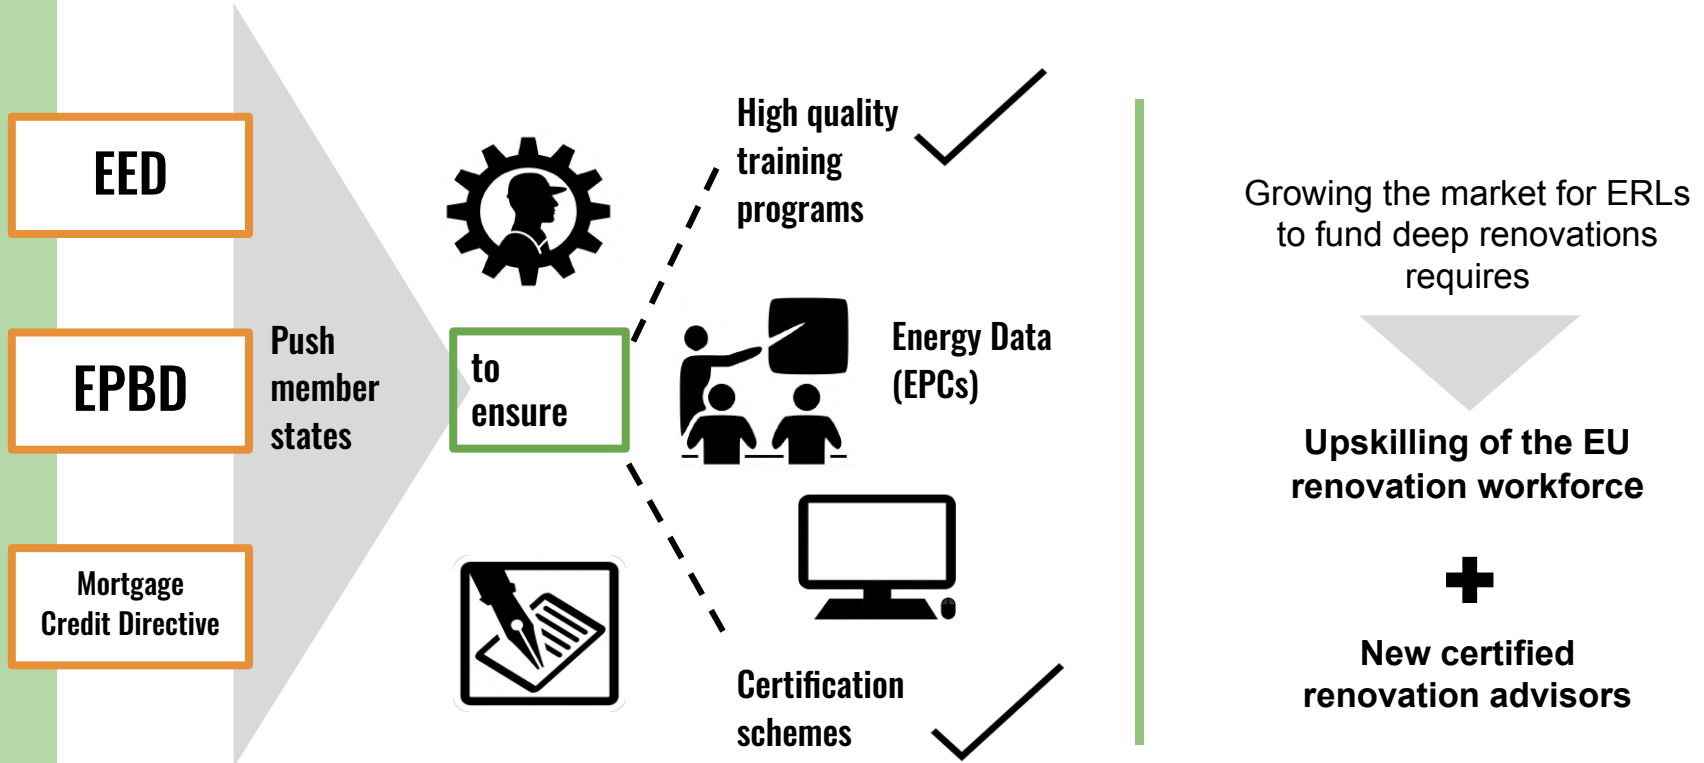 EED
EPBD
Mortgage
Credit Directive
Push
member
states
to
ensure
High quality
training
programs
Energy Data
(EPCs)
Certification
schemes
Growing the market for ERLs
to fund deep renovations
requires
Upskilling of the EU
renovation workforce
New certified
renovation advisors